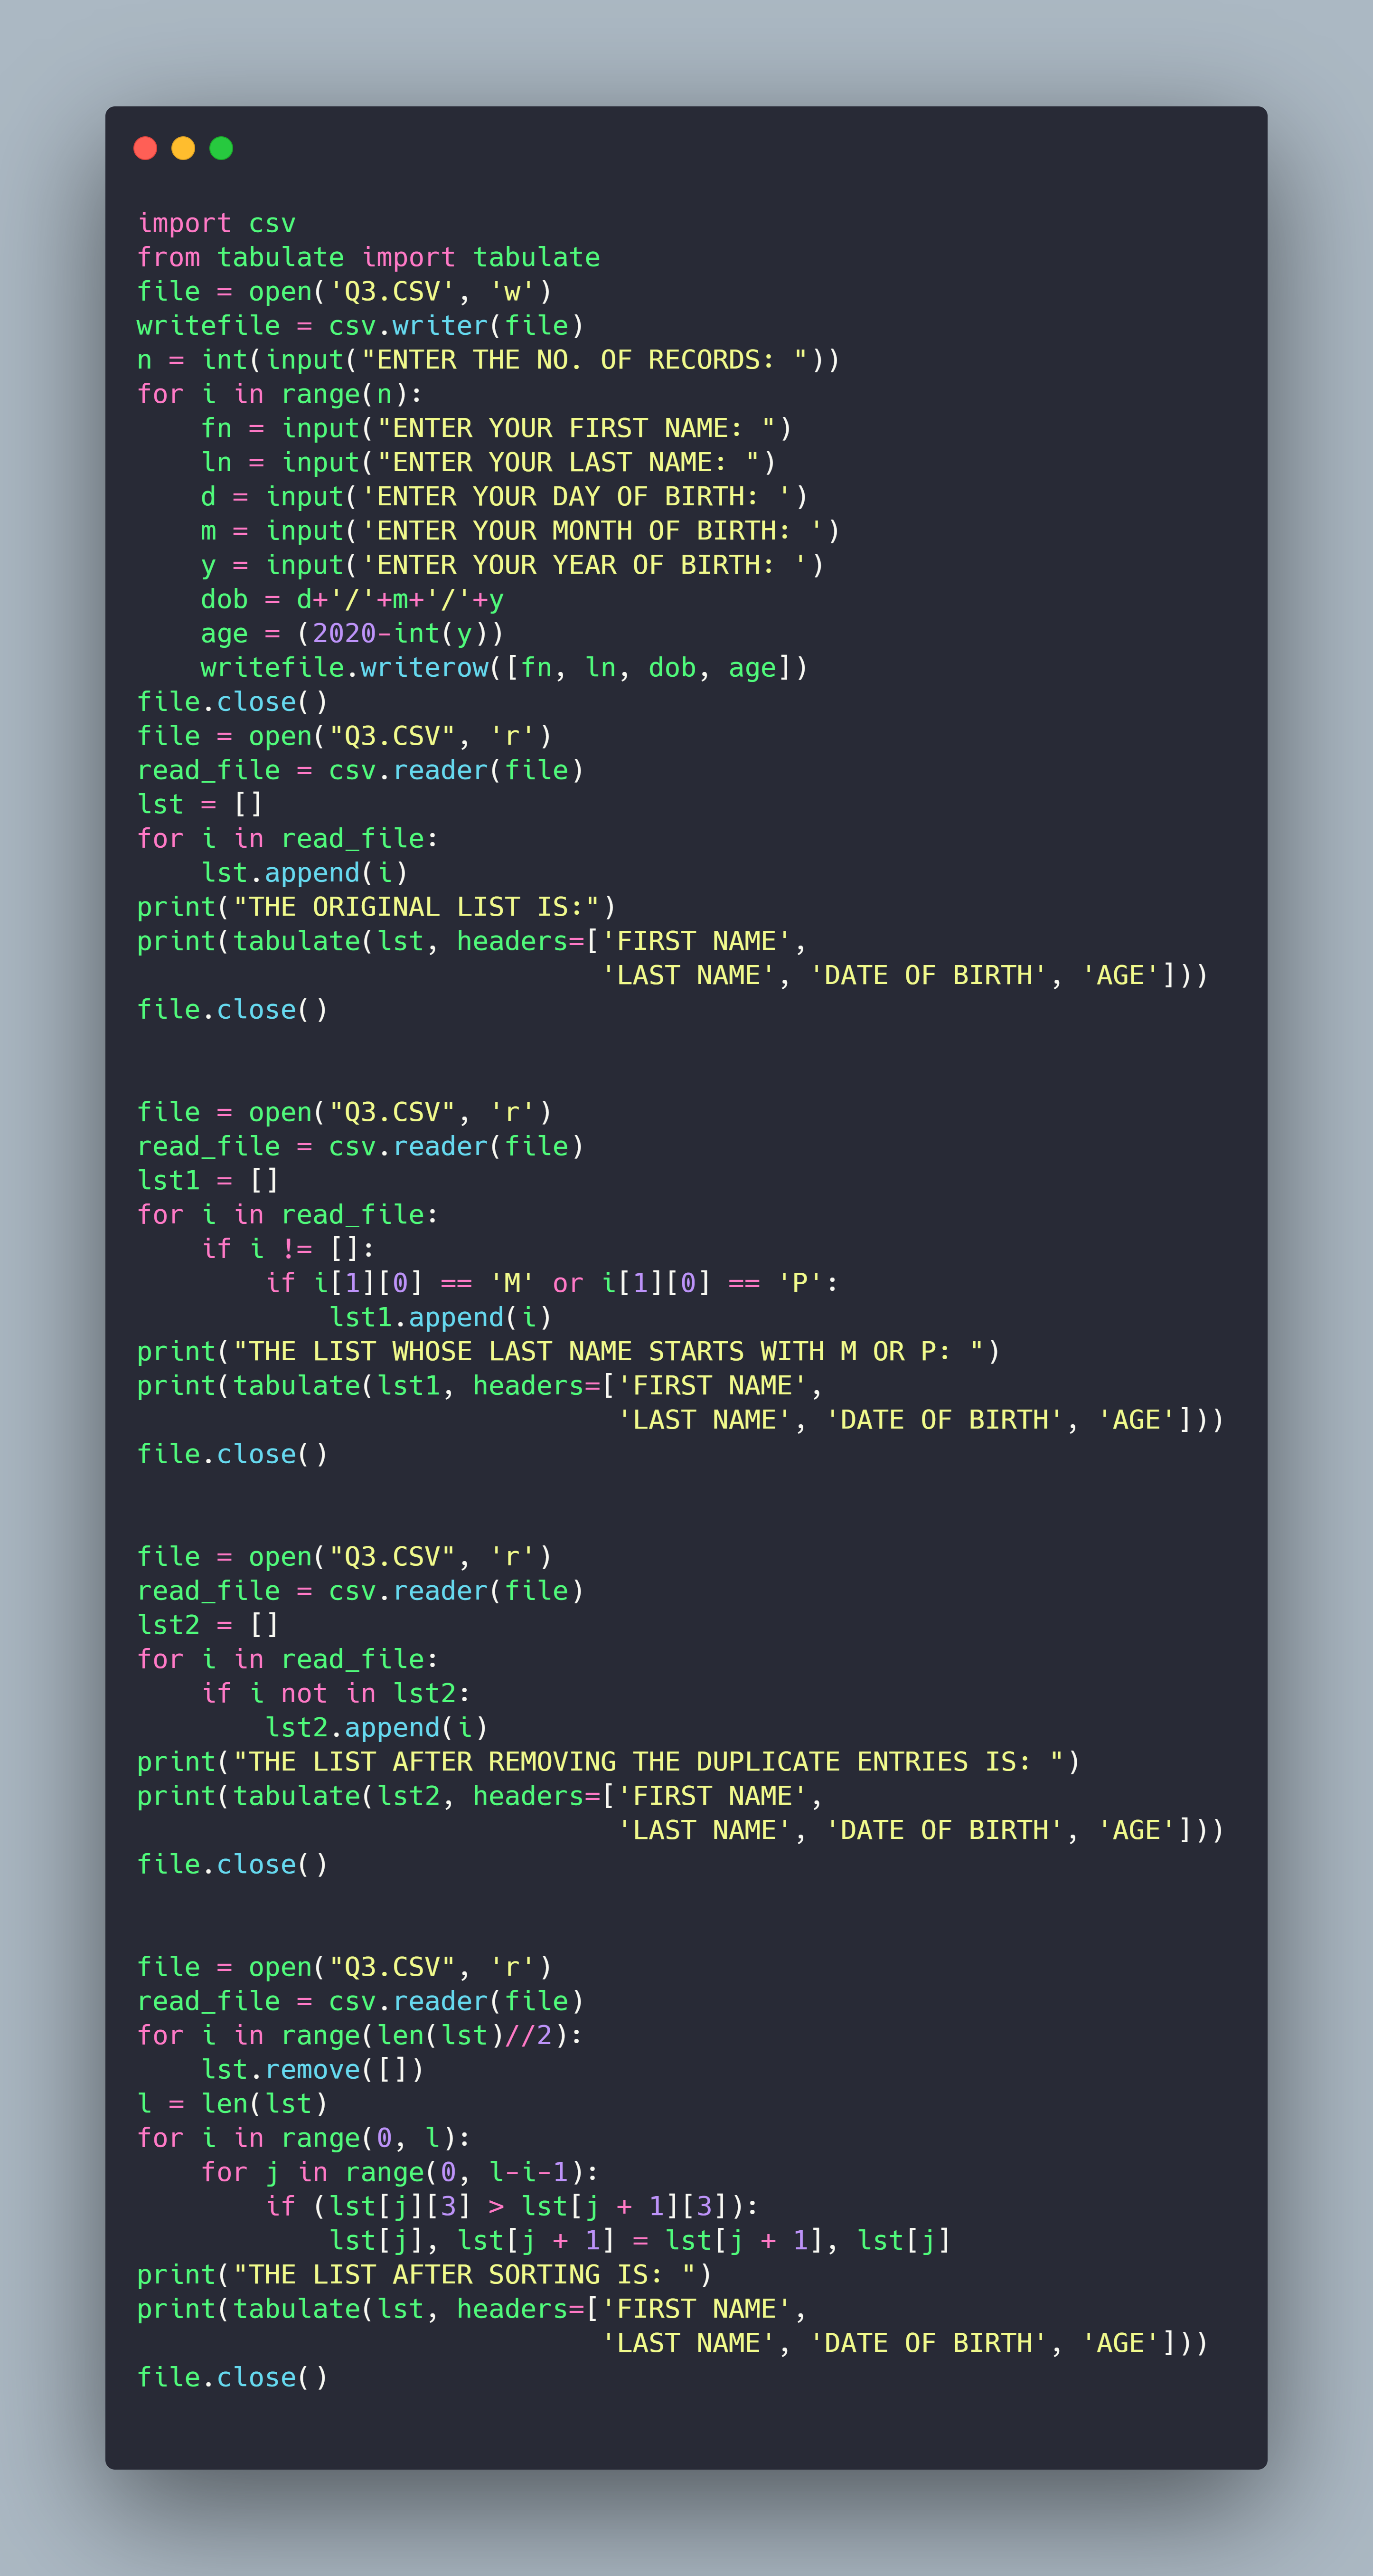 import csv
from tabulate import tabulate
file = open('Q3.CSV', 'w')
writefile = csv.writer(file)
n = int(input("ENTER THE NO. OF RECORDS: "))
for i in range(n):
    fn = input("ENTER YOUR FIRST NAME: ")
    ln = input("ENTER YOUR LAST NAME: ")
    d = input('ENTER YOUR DAY OF BIRTH: ')
    m = input('ENTER YOUR MONTH OF BIRTH: ')
    y = input('ENTER YOUR YEAR OF BIRTH: ')
    dob = d+'/'+m+'/'+y
    age = (2020-int(y))
    writefile.writerow([fn, ln, dob, age])
file.close()
file = open("Q3.CSV", 'r')
read_file = csv.reader(file)
lst = []
for i in read_file:
    lst.append(i)
print("THE ORIGINAL LIST IS:")
print(tabulate(lst, headers=['FIRST NAME',
                             'LAST NAME', 'DATE OF BIRTH', 'AGE']))
file.close()


file = open("Q3.CSV", 'r')
read_file = csv.reader(file)
lst1 = []
for i in read_file:
    if i != []:
        if i[1][0] == 'M' or i[1][0] == 'P':
            lst1.append(i)
print("THE LIST WHOSE LAST NAME STARTS WITH M OR P: ")
print(tabulate(lst1, headers=['FIRST NAME',
                              'LAST NAME', 'DATE OF BIRTH', 'AGE']))
file.close()


file = open("Q3.CSV", 'r')
read_file = csv.reader(file)
lst2 = []
for i in read_file:
    if i not in lst2:
        lst2.append(i)
print("THE LIST AFTER REMOVING THE DUPLICATE ENTRIES IS: ")
print(tabulate(lst2, headers=['FIRST NAME',
                              'LAST NAME', 'DATE OF BIRTH', 'AGE']))
file.close()


file = open("Q3.CSV", 'r')
read_file = csv.reader(file)
for i in range(len(lst)//2):
    lst.remove([])
l = len(lst)
for i in range(0, l):
    for j in range(0, l-i-1):
        if (lst[j][3] > lst[j + 1][3]):
            lst[j], lst[j + 1] = lst[j + 1], lst[j]
print("THE LIST AFTER SORTING IS: ")
print(tabulate(lst, headers=['FIRST NAME',
                             'LAST NAME', 'DATE OF BIRTH', 'AGE']))
file.close()